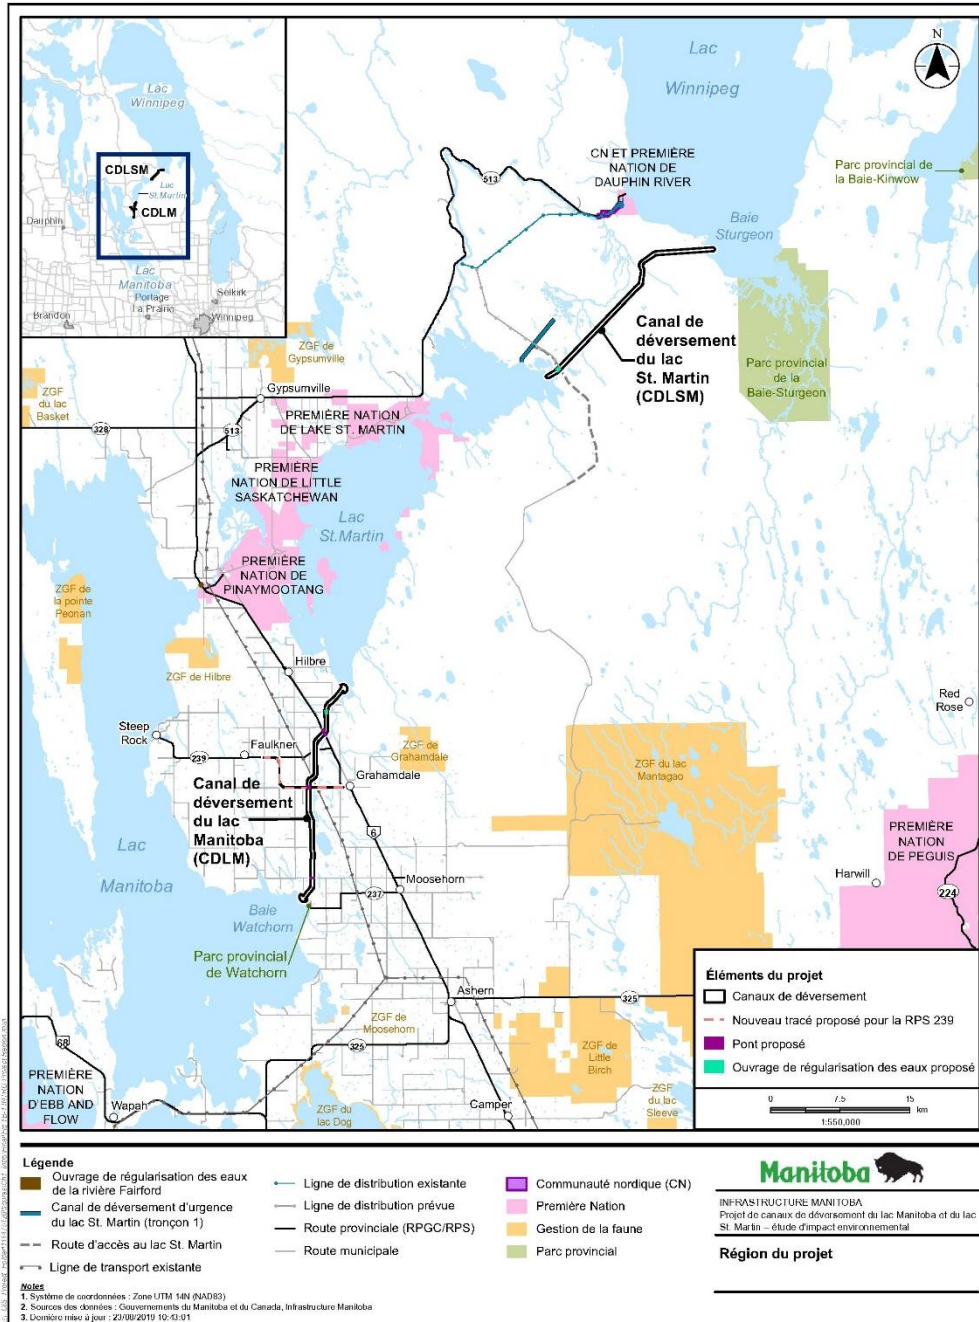 Lac
Winnipeg
CDLSM
Lac
St.Martin
CDLM
Dauphin
Lac
Manitoba
Portage
La Prairie
Selkirk
Winnipeg
Brandon
N
Lac
Winnipeg
CN ET PREMIÈRE
NATION DE
DAUPHIN RIVER
513
Parc provincial de
la Baie-Kinwow
Baie
Sturgeon
Canal de
déversement
du lac
St. Martin
(CDLSM)
Parc provincial
de la
Baie-Sturgeon
ZGF de
Gypsumville
ZGF
du lac
Basket
Gypsumville
PREMIÈRE NATION
DE LAKE ST. MARTIN
328
513
PREMIÈRE
NATION DE LITTLE
SASKATCHEWAN
Lac
St.Martin
PREMIÈRE
NATION DE
PINAYMOOTANG
ZGF de
la pointe
Peonan
Hilbre
ZGF de Hilbre
Red
Rose
Steep
Rock
Faulkner
239
ZGF de
Grahamdale
Grahamdale
ZGF du lac
Mantagao
Canal de
déversement
du lac
Manitoba
(CDLM)
6
Lac
Manitoba
PREMIÈRE
NATION
DE PEGUIS
Harwill
224
Moosehorn
237
Baie
Watchorn
Parc provincial
de Watchorn
Ashern
325
ZGF de
Moosehorn
325
68
PREMIÈRE
NATION
D'EBB AND
FLOW
Wapah
ZGF du
lac Dog
Camper
ZGF de
Little
Birch
ZGF
du lac
Sleeve
Éléments du projet
Canaux de déversement
Nouveau tracé proposé pour la RPS 239
Pont proposé
Ouvrage de régularisation des eaux proposé
0 7.5 15
km
1:550,000
Légende
Ouvrage de régularisation des eaux
de la rivière Fairford
Canal de déversement d'urgence
du lac St. Martin (tronçon 1)
Route d'accès au lac St. Martin
Ligne de transport existante
Ligne de distribution existante
Ligne de distribution prévue
Route provinciale (RPGC/RPS)
Route municipale
Communauté nordique (CN)
Première Nation
Gestion de la faune
Parc provincial
Manitoba
INFRASTRUCTURE MANITOBA
Projet de canaux de déversement du lac Manitoba et du lac
St. Martin – étude d'impact environnemental
Région du projet
Notes
1. Système de coordonnées : Zone UTM 14N (NAD83)
2. Sources des données : Gouvernements du Manitoba et du Canada, Infrastructure Manitoba
3. Dernière mise à jour : 23/08/2019 10:43:01